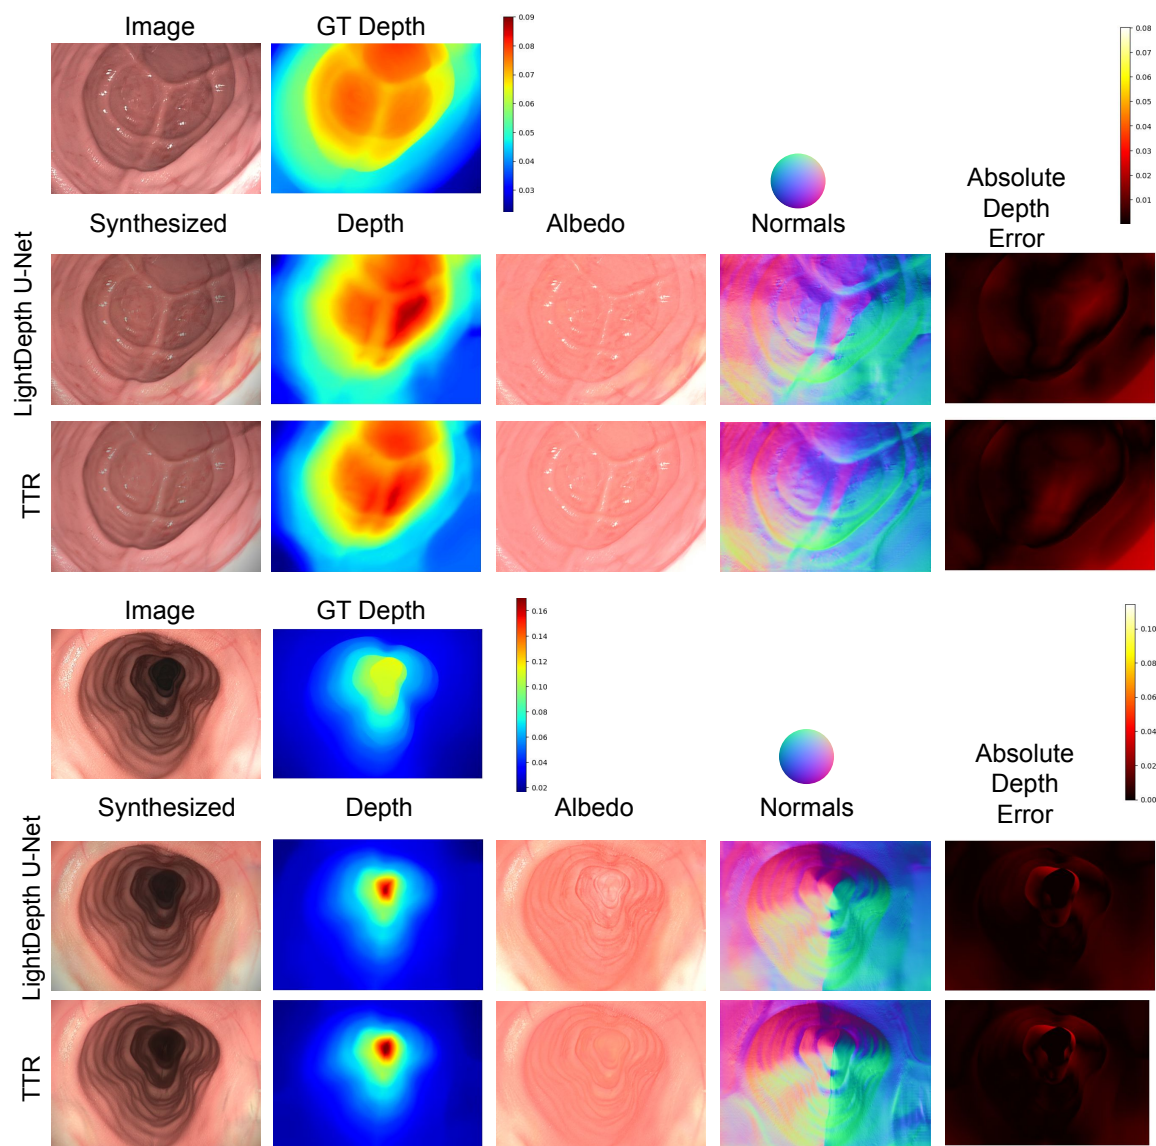 Image
GT Depth
0.09
0.08
0.07
0.06
0.05
0.04
0.03
0.08
0.07
0.06
0.05
0.04
0.03
0.02
0.01
Absolute
Depth
Error
Synthesized
Depth
Albedo
Normals
LightDepth U-Net
TTR
Image
GT Depth
0.16
0.14
0.12
0.10
0.08
0.06
0.04
0.02
0.10
0.08
0.06
0.04
0.02
0.00
Absolute
Depth
Error
Synthesized
Depth
Albedo
Normals
LightDepth U-Net
TTR